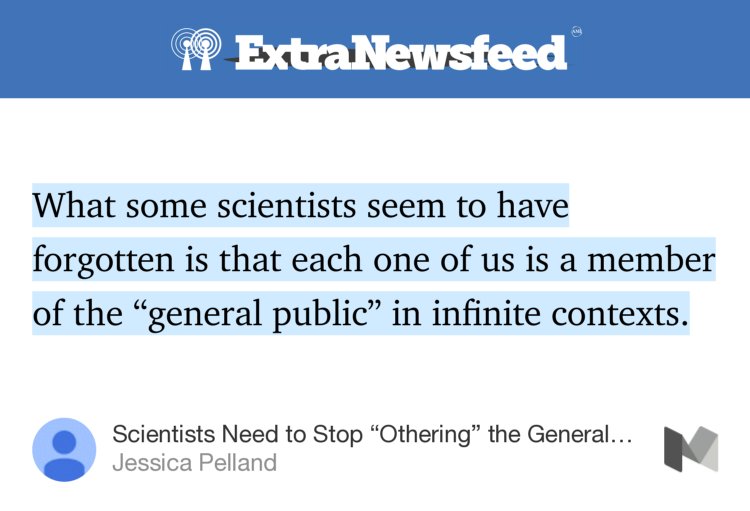 ExtraNewsfeed
What some scientists seem to have
forgotten is that each one of us is a member
of the “general public” in infinite contexts.
Scientists Need to Stop “Othering” the General…
Jessica Pelland